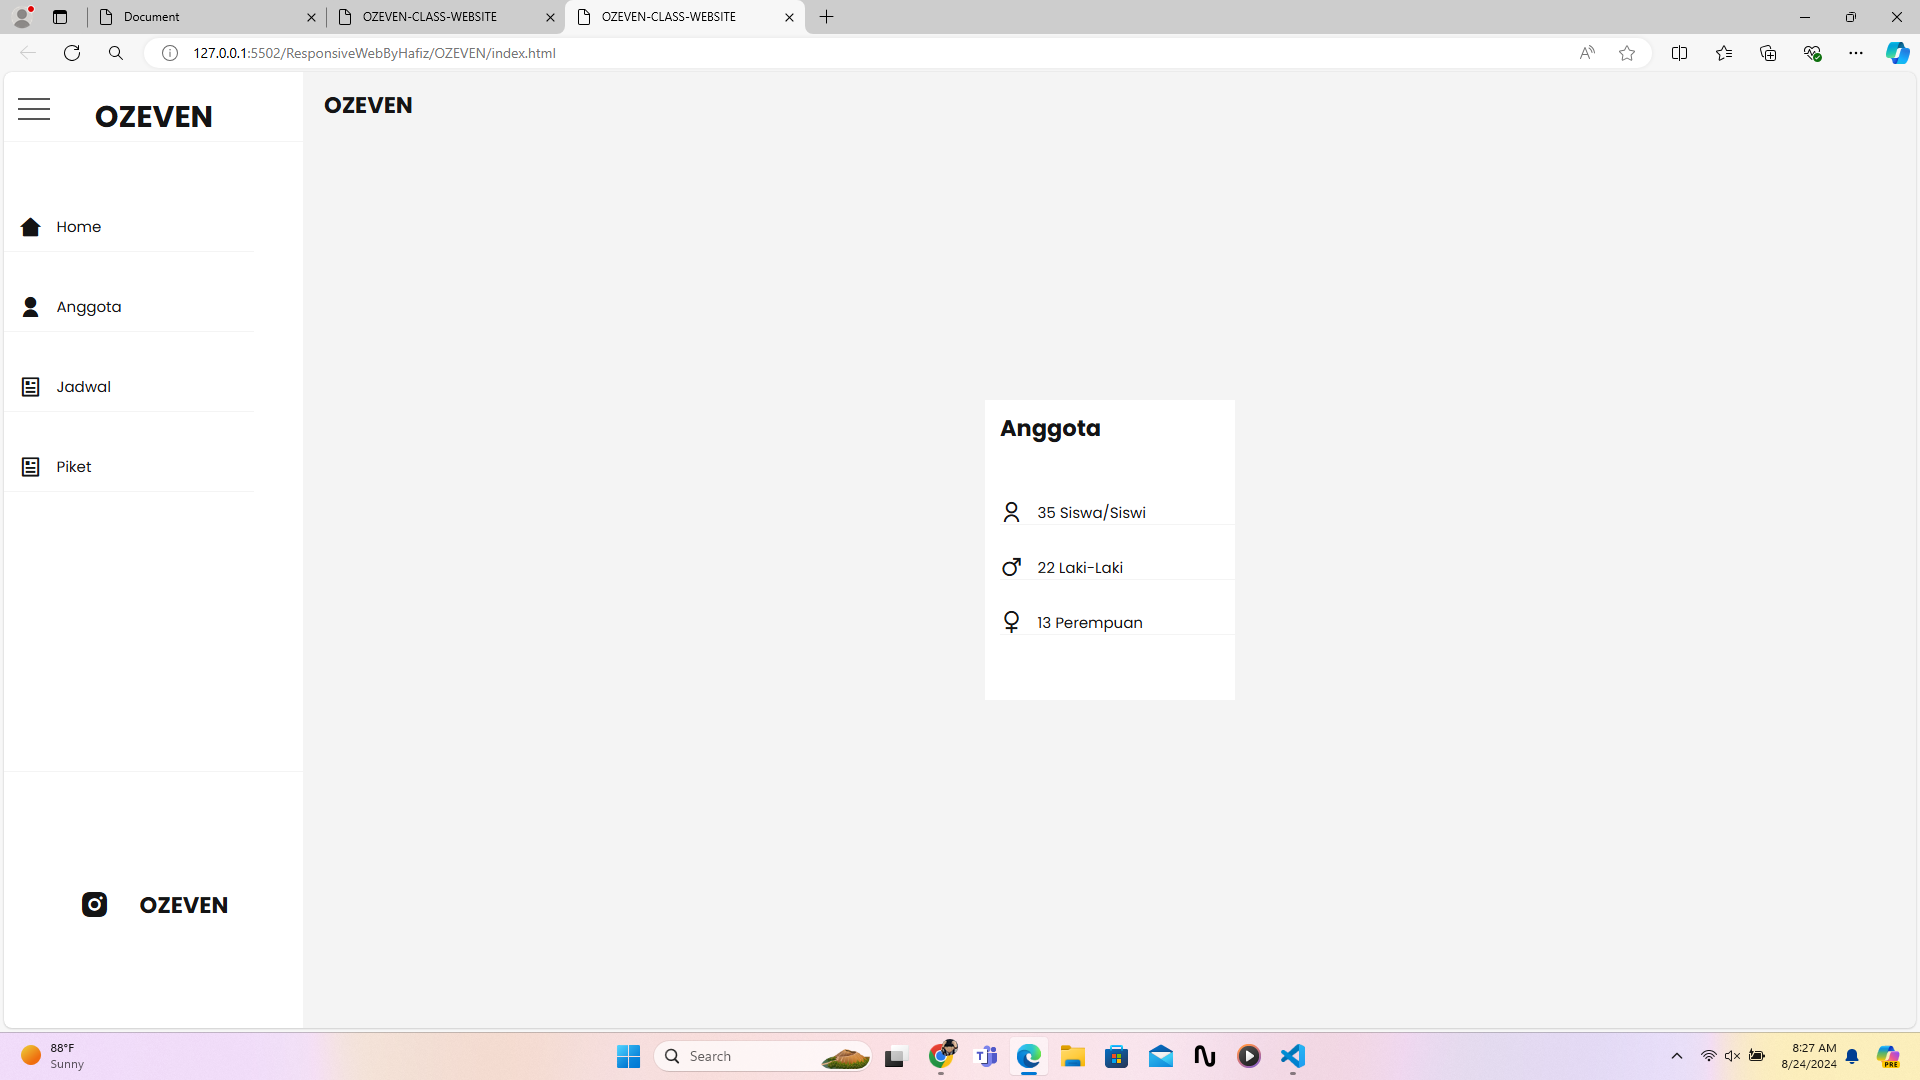 Document
OZEVEN-CLASS-WEBSITE
OZEVEN-CLASS-WEBSITE
127.0.0.1:5502/ResponsiveWebByHafiz/OZEVEN/index.html
OZEVEN
OZEVEN
Home
Anggota
Jadwal
Piket
Anggota
35 Siswa/Siswi
22 Laki-Laki
13 Perempuan
OZEVEN
88°F
Sunny
Search
8:27 AM
8/24/2024
PRE